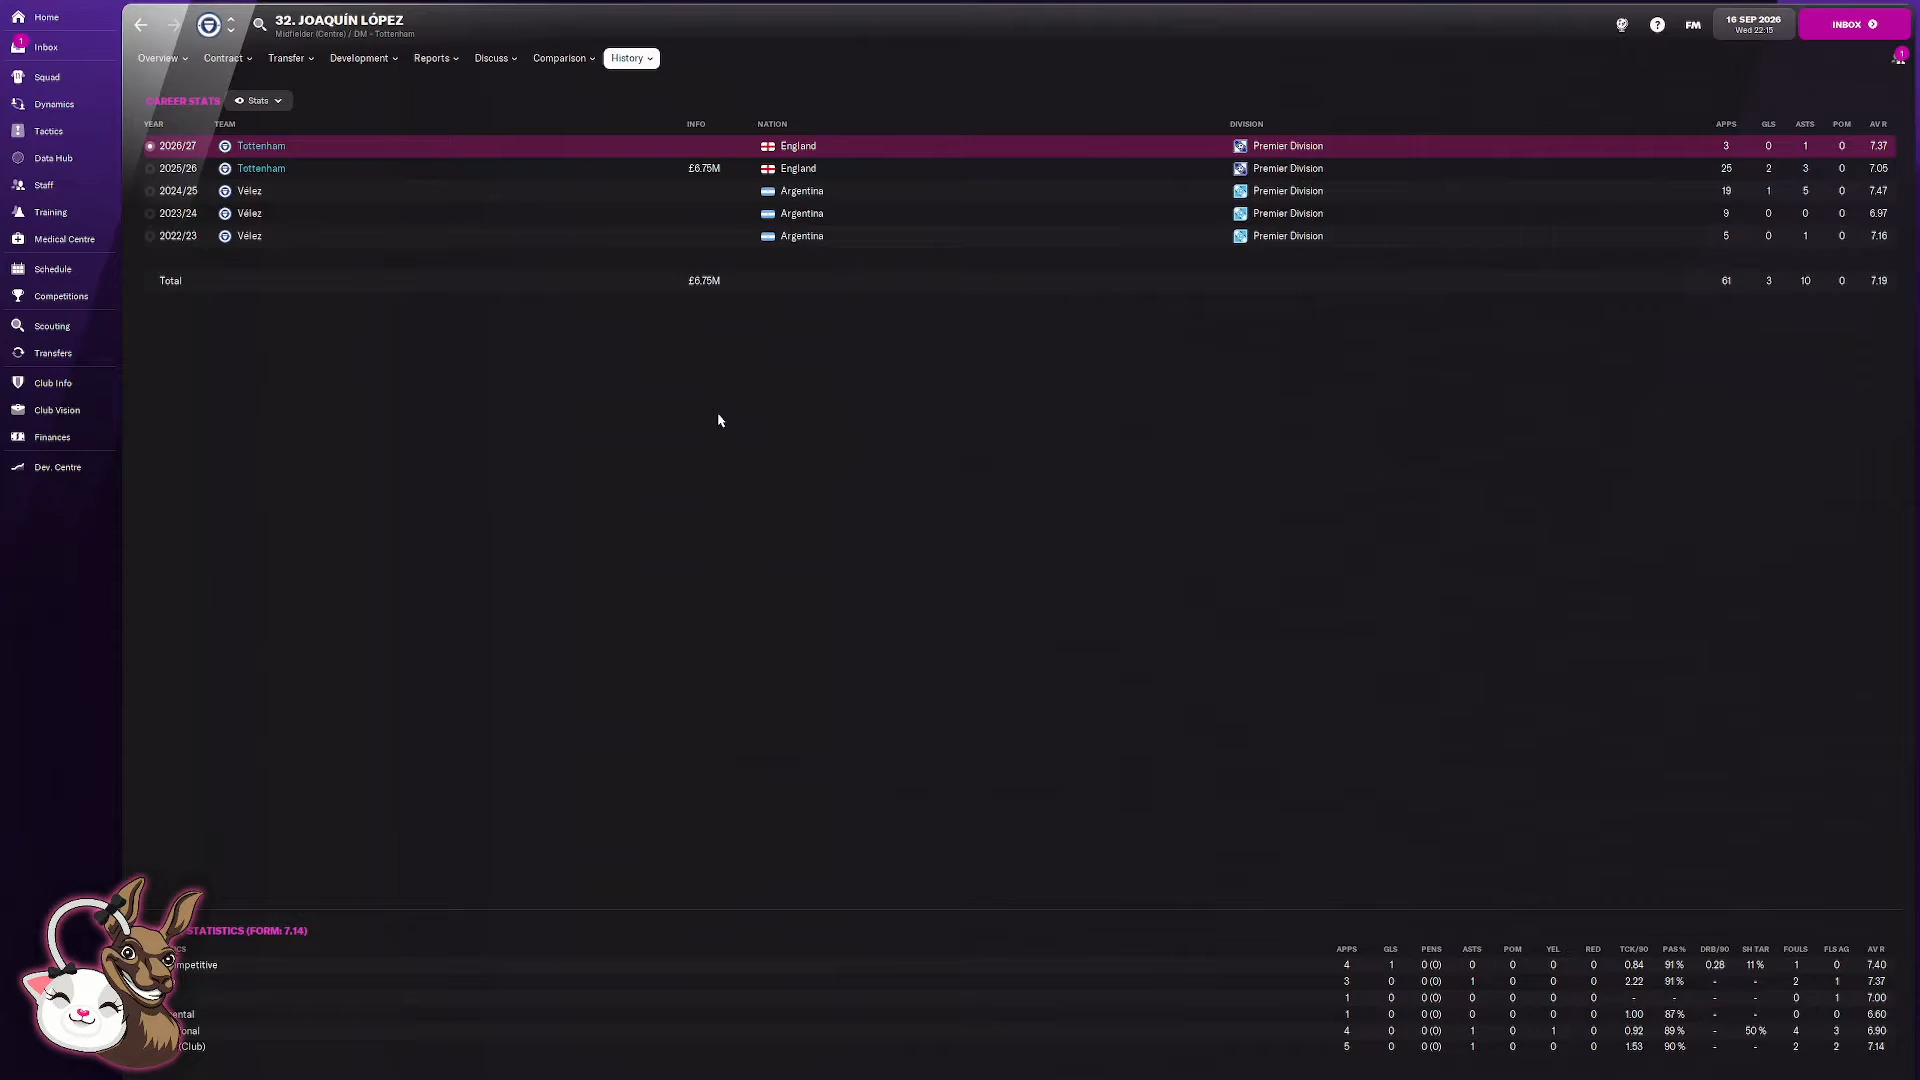 Home
1
Inbox
Squad
Dynamics
Tactics
Data Hub
Staff
Training
Medical Centre
Schedule
Competitions
Scouting
Transfers
Club Info
Club Vision
Finances
Dev. Centre
32. JOAQUÍN LÓPEZ
Midfielder (Centre) / DM - Tottenham
? FM 16 SEP 2026 INBOX
Wed 22:15
Overview Contract Transfer Development Reports Discuss Comparison History 1
CAREER STATS Stats
YEAR TEAM INFO NATION DIVISION APPS GLS ASTS POM AV R
2026/27 Tottenham England Premier Division 3 0 1 0 7.37
2025/26 Tottenham £6.75M England Premier Division 25 2 3 0 7.05
2024/25 Vélez Argentina Premier Division 19 1 5 0 7.47
2023/24 Vélez Argentina Premier Division 9 0 0 0 6.97
2022/23 Vélez Argentina Premier Division 5 0 1 0 7.16
Total £6.75M 61 3 10 0 7.19
STATISTICS (FORM: 7.14)
APPS GLS PENS ASTS POM YEL RED TCK/90 PAS % DRB/90 SH TAR FOULS FLS AG AV R
4 1 0 (0) 0 0 0 0 0.84 91 % 0.28 11 % 1 0 7.40
3 0 0 (0) 1 0 0 0 2.22 91 % - - 2 1 7.37
1 0 0 (0) 0 0 0 0 - - - - 0 1 7.00
1 0 0 (0) 0 0 0 0 1.00 87 % - - 0 0 6.60
4 0 0 (0) 1 0 1 0 0.92 89 % - 50 % 4 3 6.90
(Club) 5 0 0 (0) 1 0 0 0 1.53 90 % - - 2 2 7.14